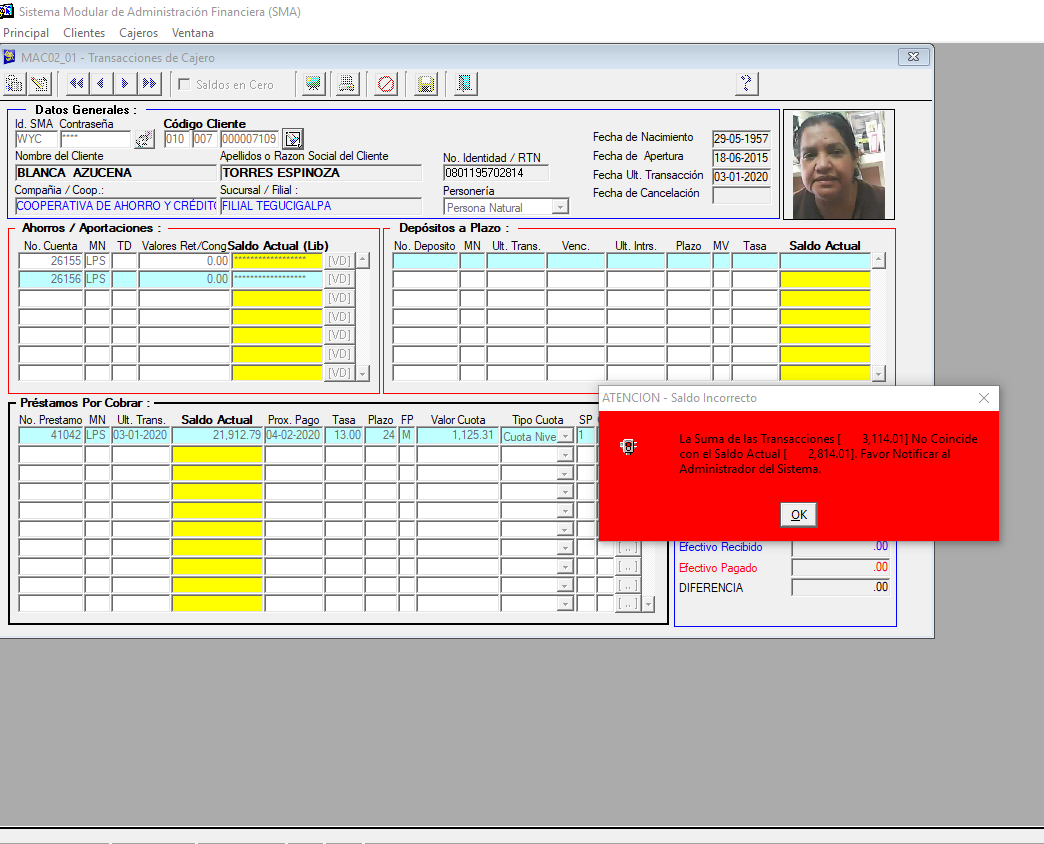 Sistema Modular de Administración Financiera (SMA)
Principal Clientes Cajeros Ventana
MAC02_01 - Transacciones de Cajero
Saldos en Cero
Datos Generales :
Id. SMA Contraseña Código Cliente
WYC **** 010 007 000007109
Nombre del Cliente Apellidos o Razon Social del Cliente No. Identidad / RTN
BLANCA AZUCENA TORRES ESPINOZA 0801195702814
Compañia / Coop.: Sucursal / Filial : Personería
COOPERATIVA DE AHORRO Y CRÉDIT FILIAL TEGUCIGALPA Persona Natural
Fecha de Nacimiento 29-05-1957
Fecha de Apertura 18-06-2015
Fecha Ult. Transacción 03-01-2020
Fecha de Cancelación
Ahorros / Aportaciones :
No. Cuenta MN TD Valores Ret/Cong Saldo Actual (Lib)
26155 LPS 0.00 ****************** [VD]
26156 LPS 0.00 ****************** [VD]
[VD]
[VD]
[VD]
[VD]
[VD]
Depósitos a Plazo :
No. Deposito MN Ult. Trans. Venc. Ult. Intrs. Plazo MV Tasa Saldo Actual
Préstamos Por Cobrar :
No. Prestamo MN Ult. Trans. Saldo Actual Prox. Pago Tasa Plazo FP Valor Cuota Tipo Cuota SP
41042 LPS 03-01-2020 21,912.79 04-02-2020 13.00 24 M 1,125.31 Cuota Nive 1
[ .. ]
[ .. ]
[ .. ]
[ .. ]
ATENCION - Saldo Incorrecto
La Suma de las Transacciones [ 3,114.01] No Coincide
con el Saldo Actual [ 2,814.01]. Favor Notificar al
Administrador del Sistema.
OK
Efectivo Recibido .00
Efectivo Pagado .00
DIFERENCIA .00